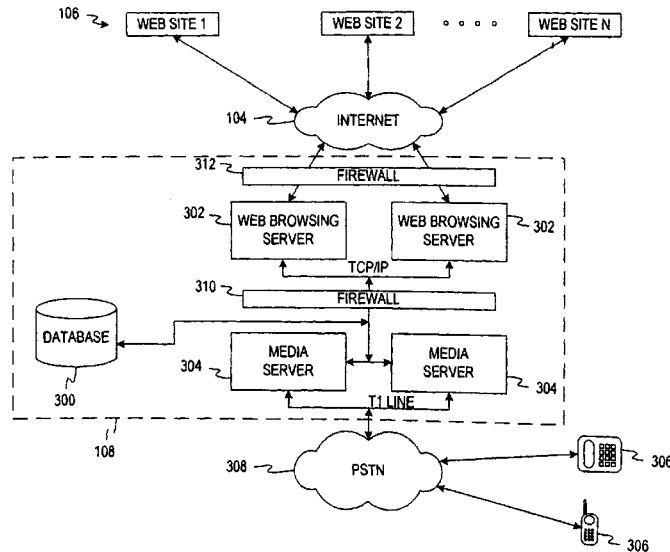 106
WEB SITE 1
WEB SITE 2
WEB SITE N
104
INTERNET
312
FIREWALL
302
WEB BROWSING
SERVER
WEB BROWSING
SERVER
302
TCP/IP
310
FIREWALL
DATABASE
300
MEDIA
SERVER
304
MEDIA
SERVER
304
T1 LINE
108
308
PSTN
306
306